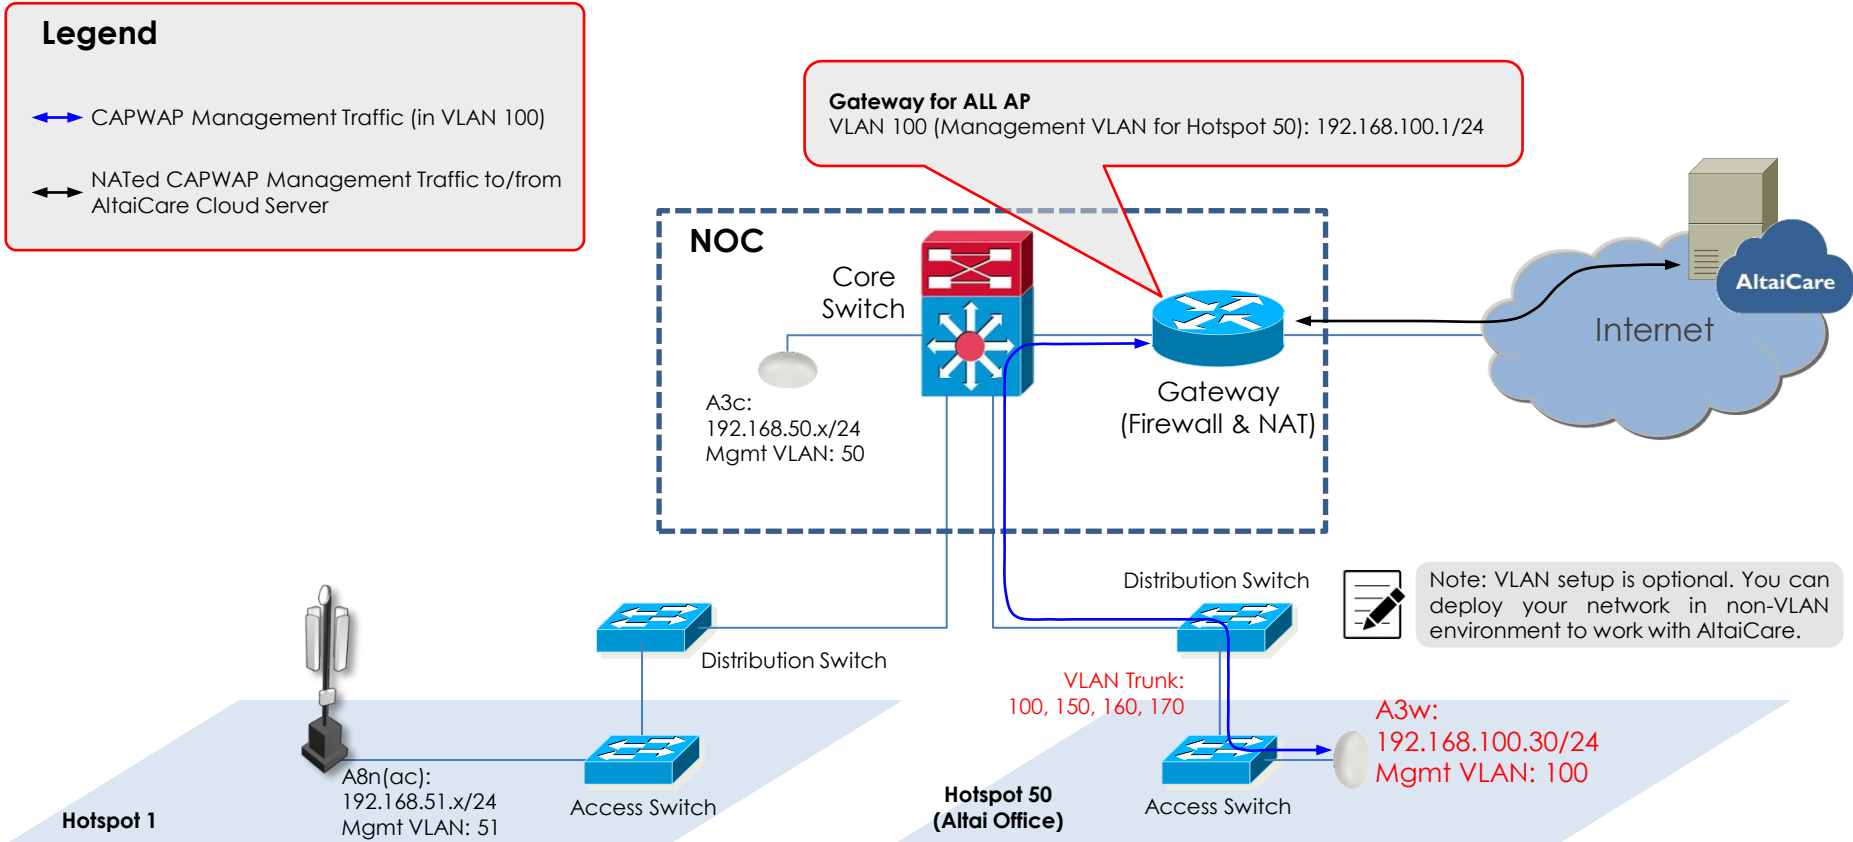 Legend
CAPWAP Management Traffic (in VLAN 100)
NATed CAPWAP Management Traffic to/from
AltaiCare Cloud Server
Gateway for ALL AP
VLAN 100 (Management VLAN for Hotspot 50): 192.168.100.1/24
NOC
Core
Switch
AltaiCare
Internet
A3c:
192.168.50.x/24
Mgmt VLAN: 50
Gateway
(Firewall & NAT)
Distribution Switch
Note: VLAN setup is optional. You can
deploy your network in non-VLAN
environment to work with AltaiCare.
Distribution Switch
VLAN Trunk:
100, 150, 160, 170
A3w:
192.168.100.30/24
Mgmt VLAN: 100
A8n(ac):
192.168.51.x/24
Mgmt VLAN: 51
Access Switch
Hotspot 1
Hotspot 50
(Altai Office)
Access Switch